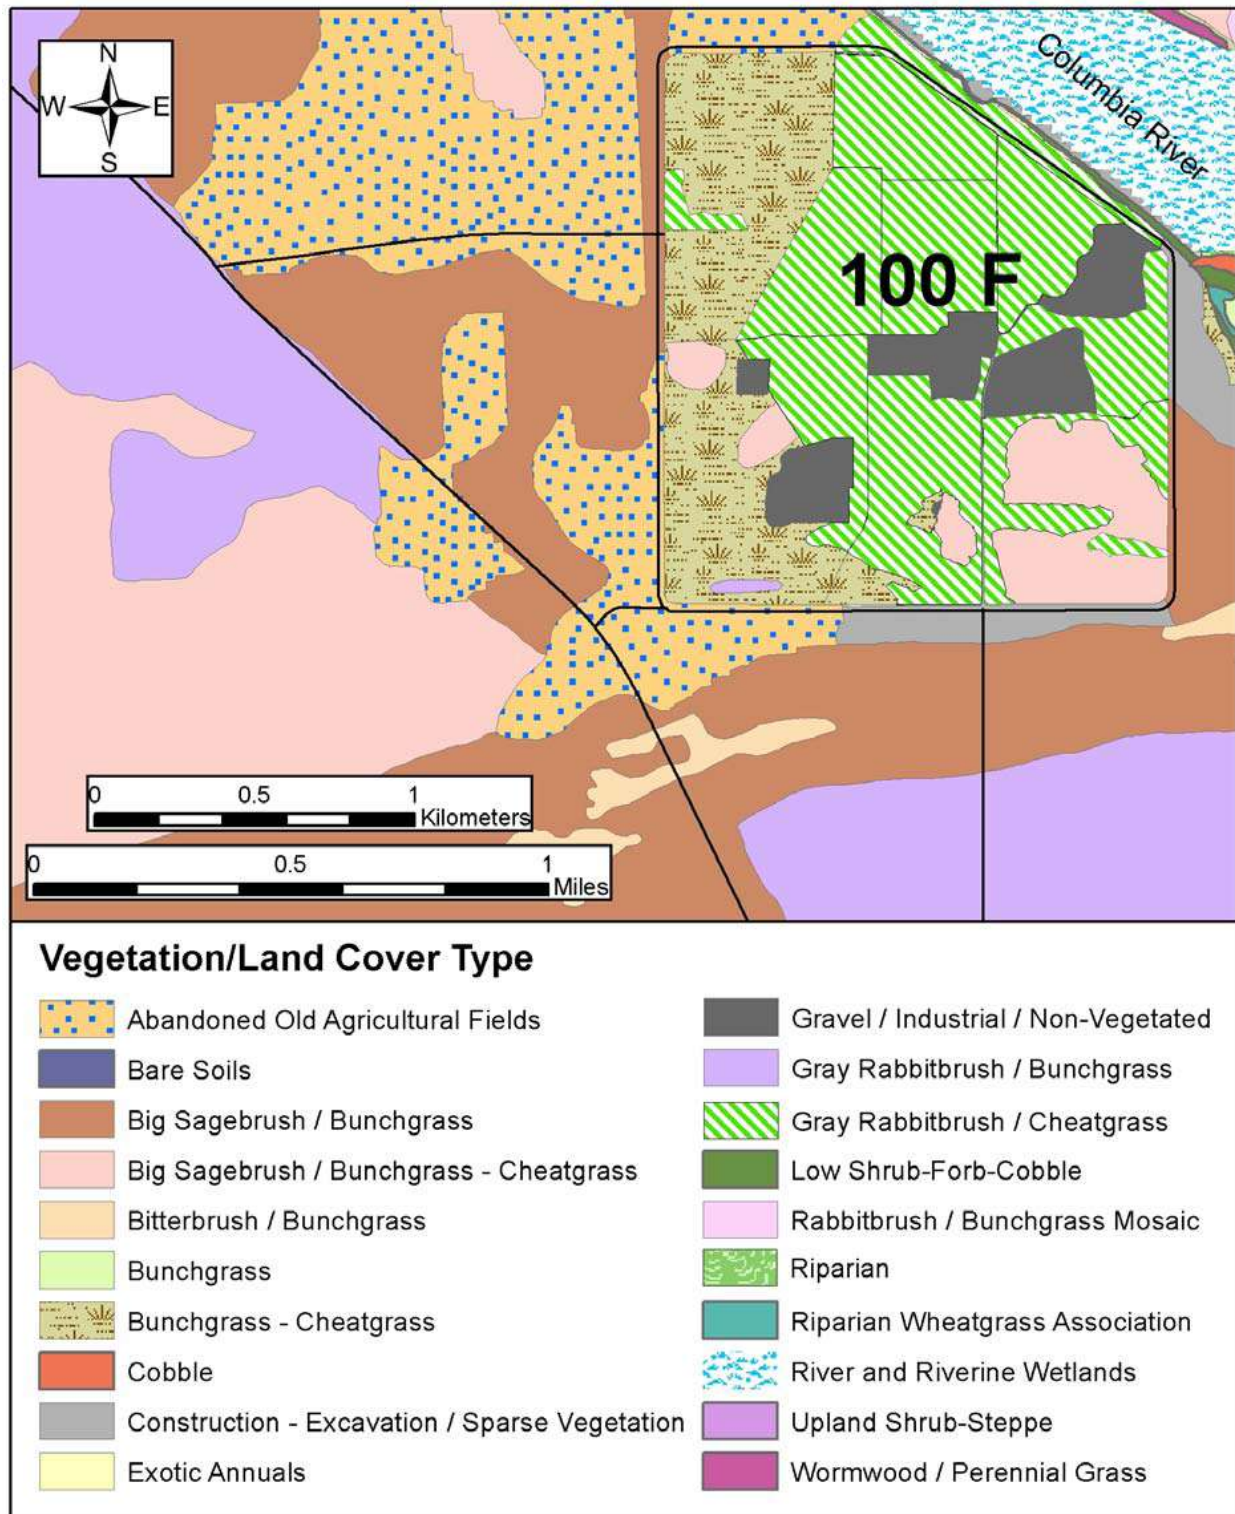 N
W E
S
Columbia River
100 F
0 0.5 1
Kilometers
0 0.5 1
Miles
Vegetation/Land Cover Type
Abandoned Old Agricultural Fields
Bare Soils
Big Sagebrush / Bunchgrass
Big Sagebrush / Bunchgrass - Cheatgrass
Bitterbrush / Bunchgrass
Bunchgrass
Bunchgrass - Cheatgrass
Cobble
Construction - Excavation / Sparse Vegetation
Exotic Annuals
Gravel / Industrial / Non-Vegetated
Gray Rabbitbrush / Bunchgrass
Gray Rabbitbrush / Cheatgrass
Low Shrub-Forb-Cobble
Rabbitbrush / Bunchgrass Mosaic
Riparian
Riparian Wheatgrass Association
River and Riverine Wetlands
Upland Shrub-Steppe
Wormwood / Perennial Grass